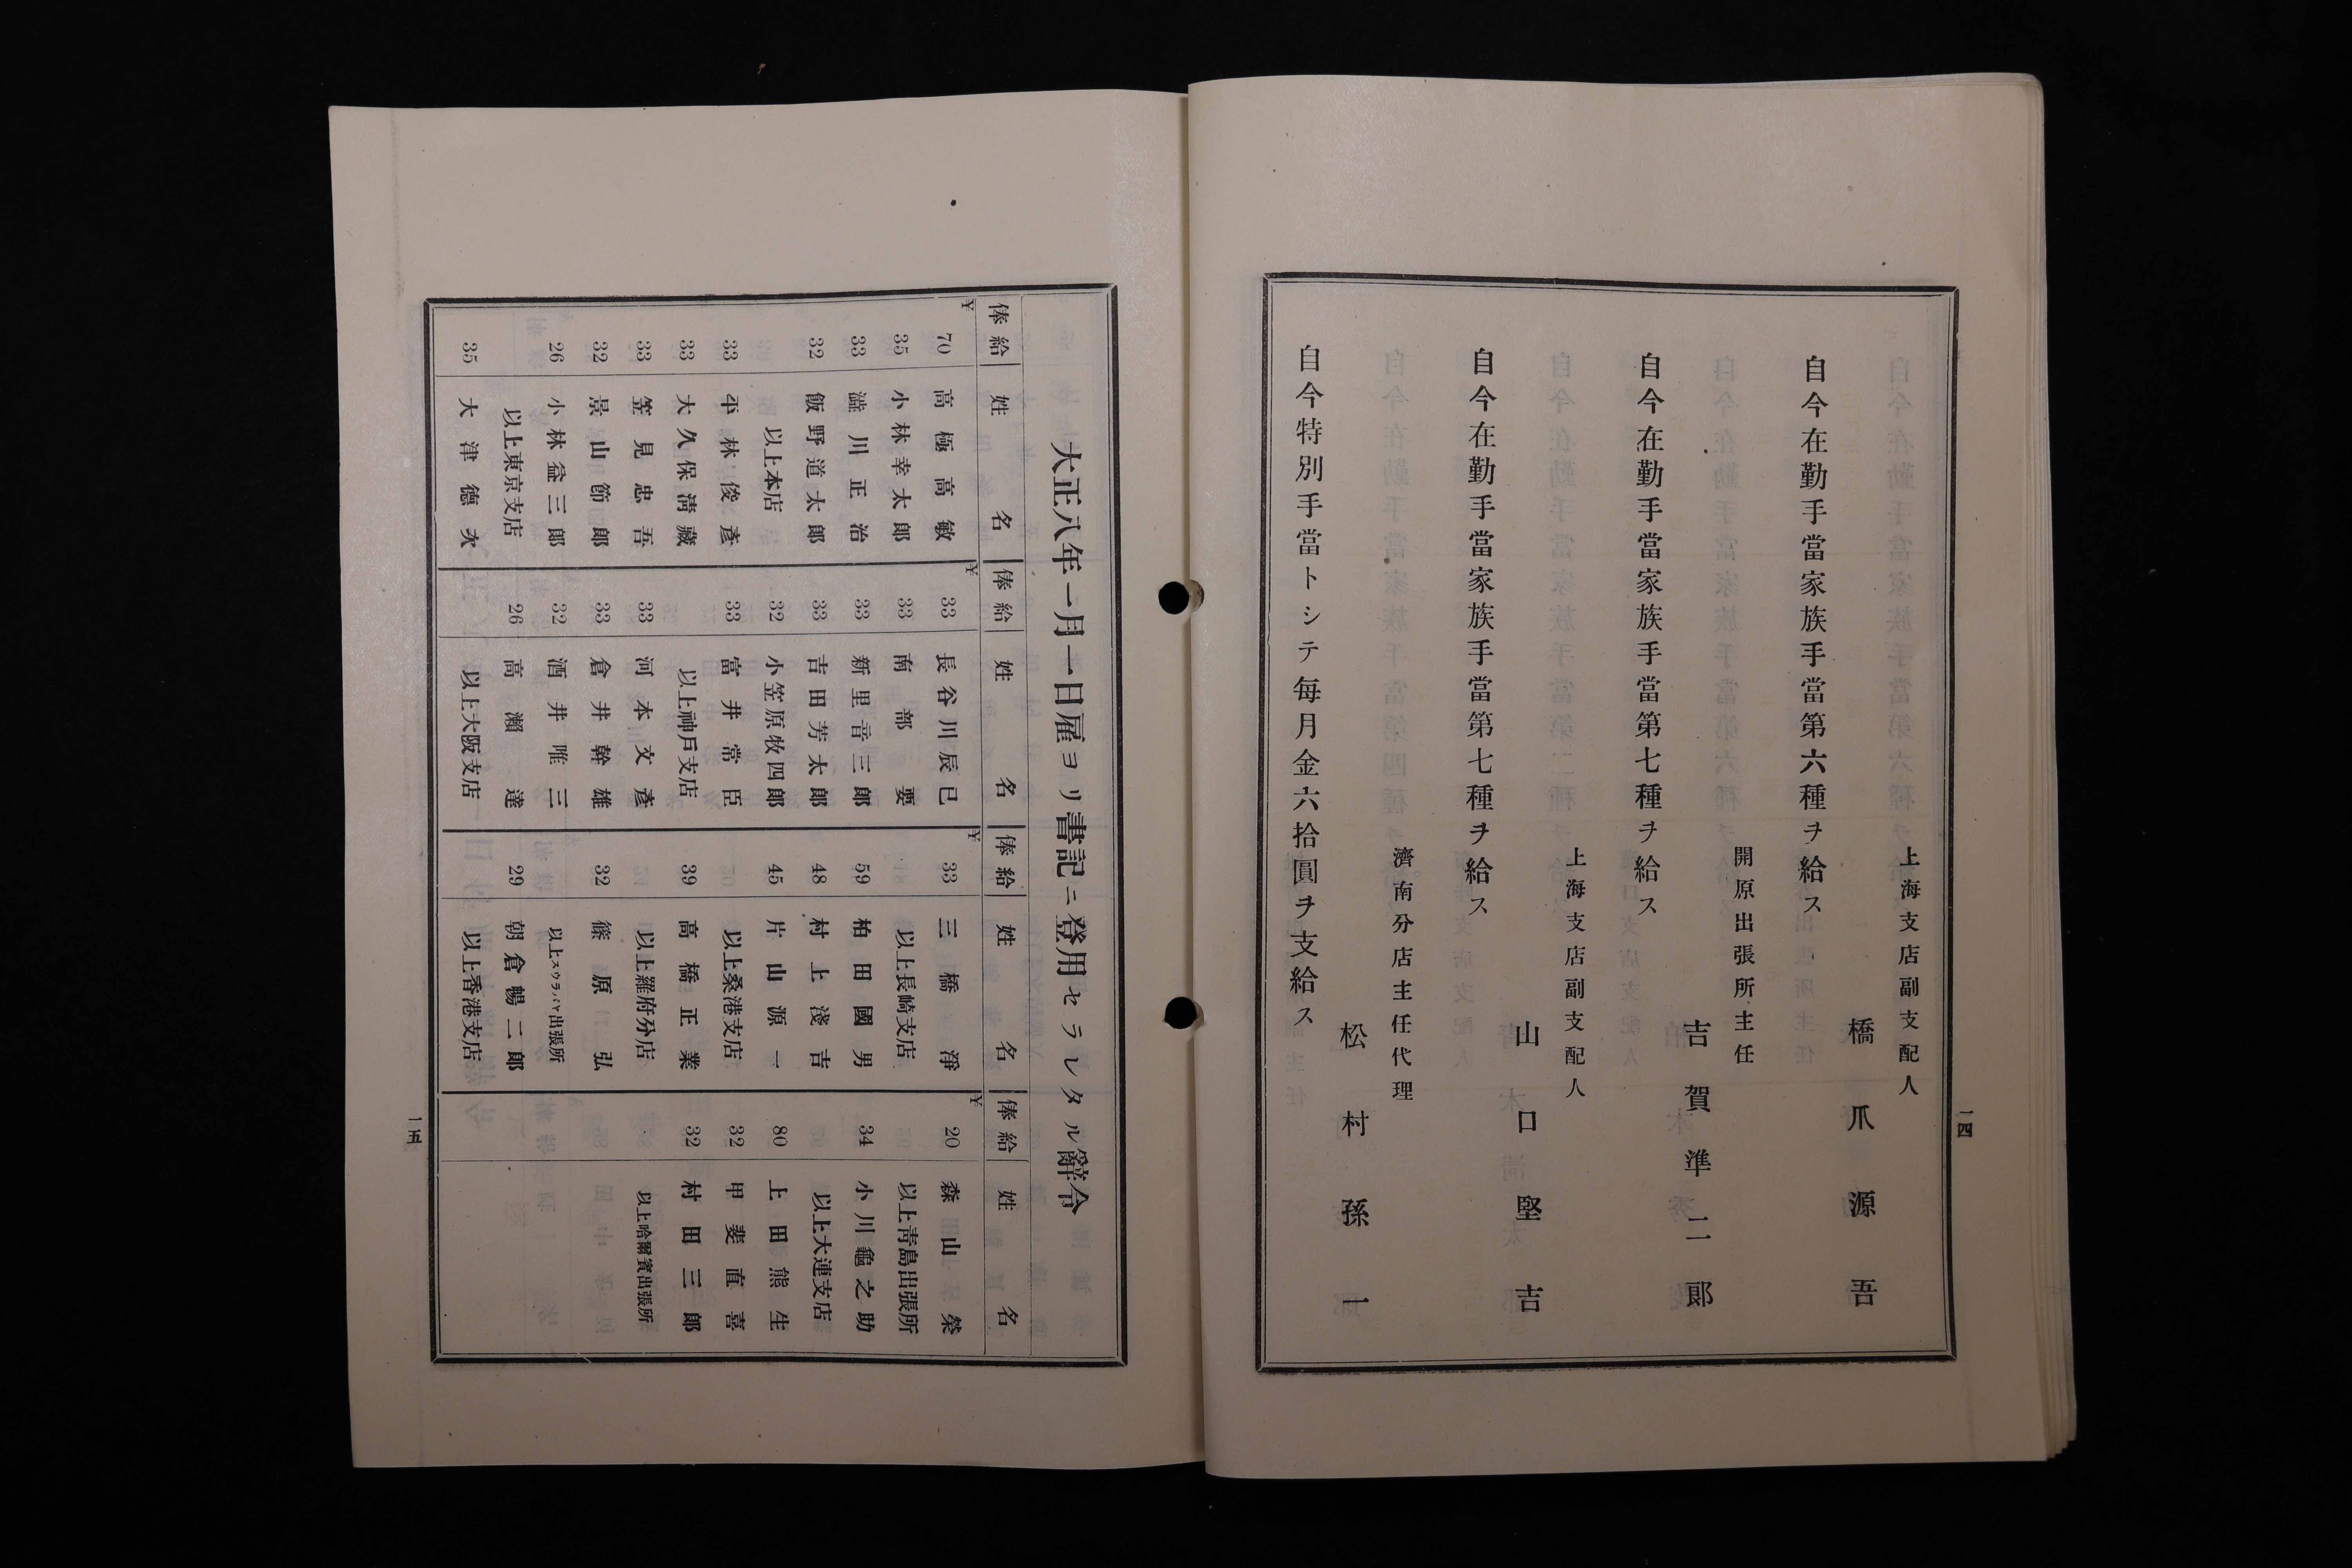 一四
上海支店副支配人
橋爪源吾
自今在勤手當家族手當第六種ヲ給ス
開原出張所主任
吉賀準二郞
自今在勤手當家族手當第七種ヲ給ス
上海支店副支配人
山口堅吉
自今在勤手當家族手當第七種ヲ給ス
濟南分店主任代理
松村孫一
自今特別手當トシテ每月金六拾圓ヲ支給ス
大正八年一月一日雇ヨリ書記ニ登用セラレタル辭令
俸給 姓名 俸給 姓名 俸給 姓名 俸給 姓名
¥70 高極高敏
35 小林幸太郞
33 澁川正治
32 飯野道太郞
以上本店
33 平林俊彥
33 大久保淸藏
33 笠見忠吾
32 景山節郞
26 小林益三郞
以上東京支店
35 大津德次
¥33 長谷川辰巳
33 南部要
33 新里音三郞
33 吉田芳太郞
32 小笠原牧四郞
33 富井常臣
以上神戶支店
33 河本文彥
33 倉井幹雄
32 酒井唯三
26 高瀨達
以上大阪支店
¥33 三橋淨
以上長崎支店
59 柏田國男
48 村上淺吉
45 片山源一
以上桑港支店
39 高橋正業
以上羅府分店
32 篠原弘
以上スウラバヤ出張所
29 朝倉暢二郞
以上香港支店
¥20 森山榮
以上靑島出張所
34 小川龜之助
以上大連支店
80 上田熊生
32 甲斐直喜
32 村田三郞
以上哈爾賓出張所
一五